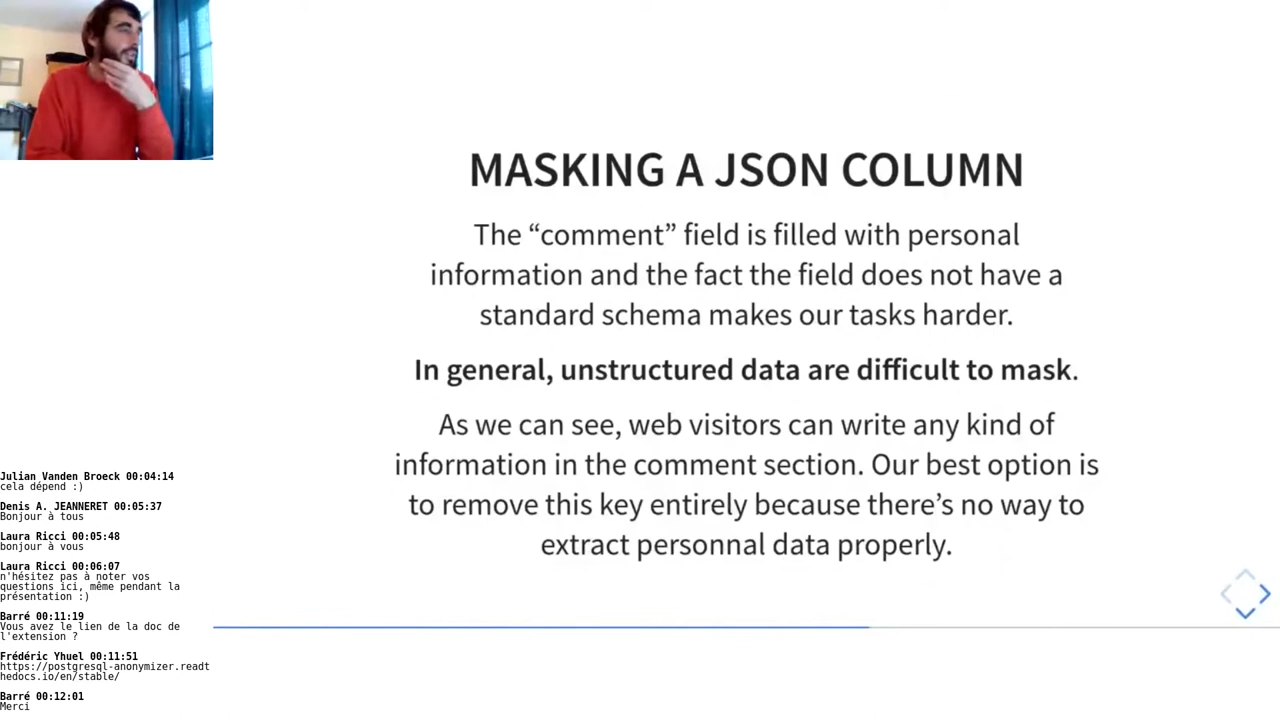 MASKING A JSON COLUMN
The “comment” field is filled with personal
information and the fact the field does not have a
standard schema makes our tasks harder.
In general, unstructured data are difficult to mask.
As we can see, web visitors can write any kind of
information in the comment section. Our best option is
to remove this key entirely because there’s no way to
extract personnal data properly.
Julian Vanden Broeck 00:04:14
cela dépend :)
Denis A. JEANNERET 00:05:37
Bonjour à tous
Laura Ricci 00:05:48
bonjour à vous
Laura Ricci 00:06:07
n'hésitez pas à noter vos
questions ici, même pendant la
présentation :)
Barré 00:11:19
Vous avez le lien de la doc de
l'extension ?
Frédéric Yhuel 00:11:51
https://postgresql-anonymizer.readt
hedocs.io/en/stable/
Barré 00:12:01
Merci